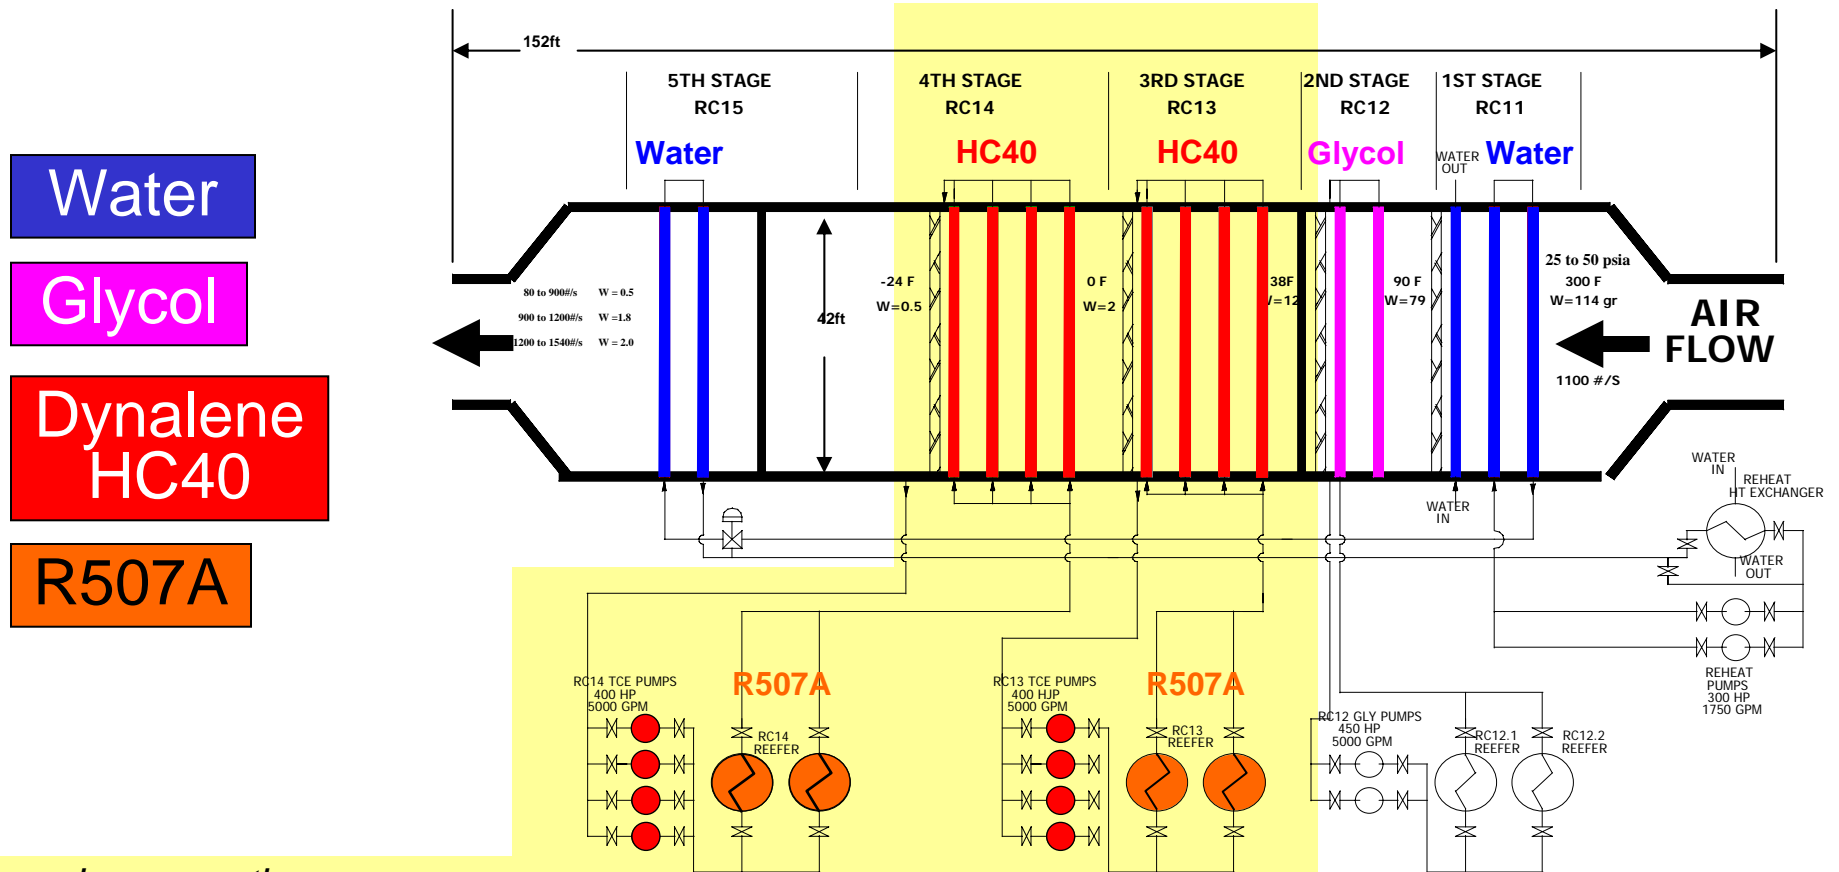 152ft
5TH STAGE
RC15
4TH STAGE
RC14
3RD STAGE
RC13
2ND STAGE
RC12
1ST STAGE
RC11
Water
HC40
HC40
Glycol
WATER
OUT
Water
Water
Glycol
Dynalene
HC40
R507A
80 to 900#/s W = 0.5
900 to 1200#/s W =1.8
1200 to 1540#/s W = 2.0
42ft
-24 F
W=0.5
0 F
W=2
38F
W=12
90 F
W=79
25 to 50 psia
300 F
W=114 gr
AIR
FLOW
1100 #/S
WATER
IN
WATER
IN
REHEAT
HT EXCHANGER
WATER
OUT
REHEAT
PUMPS
300 HP
1750 GPM
RC14 TCE PUMPS
400 HP
5000 GPM
R507A
RC14
REEFER
RC13 TCE PUMPS
400 HJP
5000 GPM
R507A
RC13
REEFER
RC12 GLY PUMPS
450 HP
5000 GPM
RC12.1
REEFER
RC12.2
REEFER